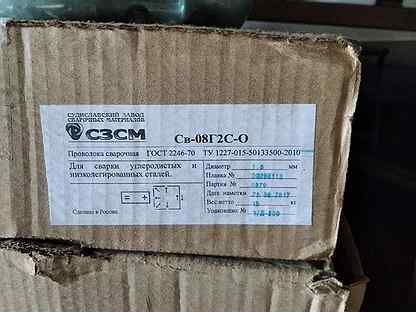 СУДИСЛАВСКИЙ ЗАВОД
СВАРОЧНЫХ МАТЕРИАЛОВ
СЗСМ
Св-08Г2С-О
Проволока сварочная ГОСТ 2246-70 ТУ 1227-015-50133500-2010
Для сварки углеродистых и
низколегированных сталей.
Диаметр мм
Плавка №
Партия №
Дата намотки
Вес нетто 15 кг
Упаковщик №
= +
Сделано в России